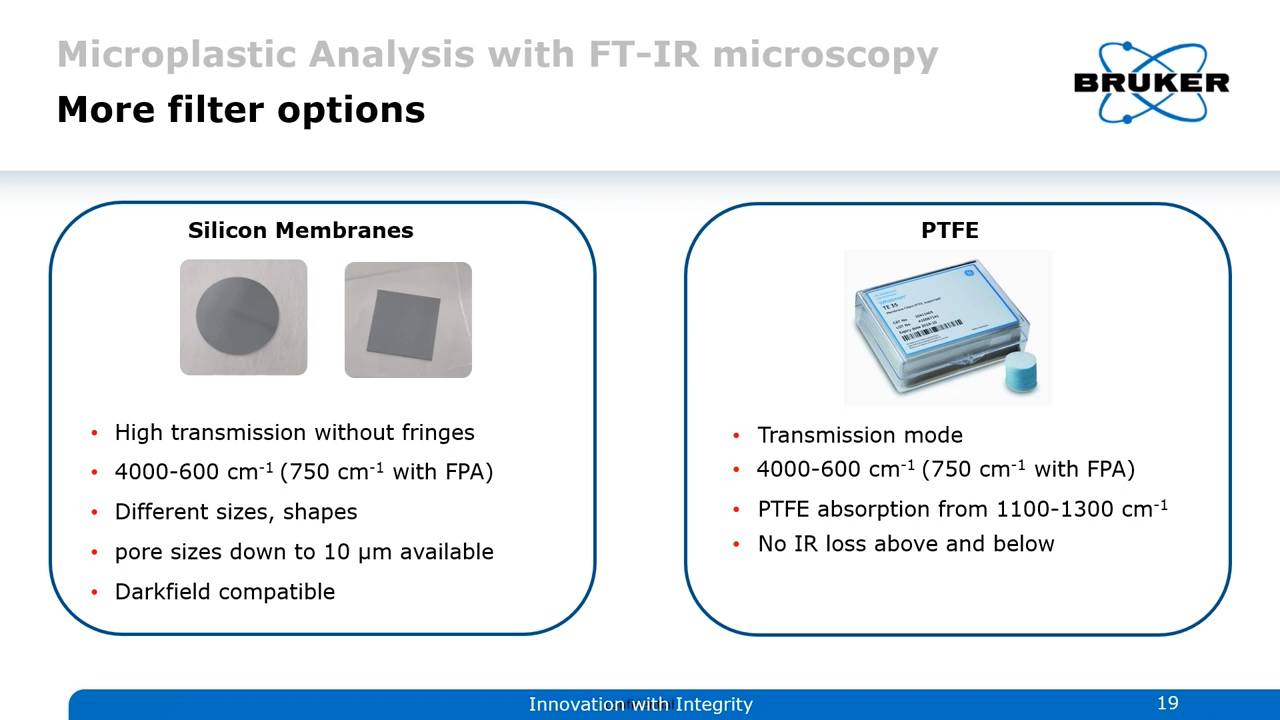 Microplastic Analysis with FT-IR microscopy
More filter options
BRUKER
Silicon Membranes
High transmission without fringes
4000-600 cm-1 (750 cm-1 with FPA)
Different sizes, shapes
pore sizes down to 10 µm available
Darkfield compatible
PTFE
TE 35
Transmission mode
4000-600 cm-1 (750 cm-1 with FPA)
PTFE absorption from 1100-1300 cm-1
No IR loss above and below
Innovation with Integrity
19